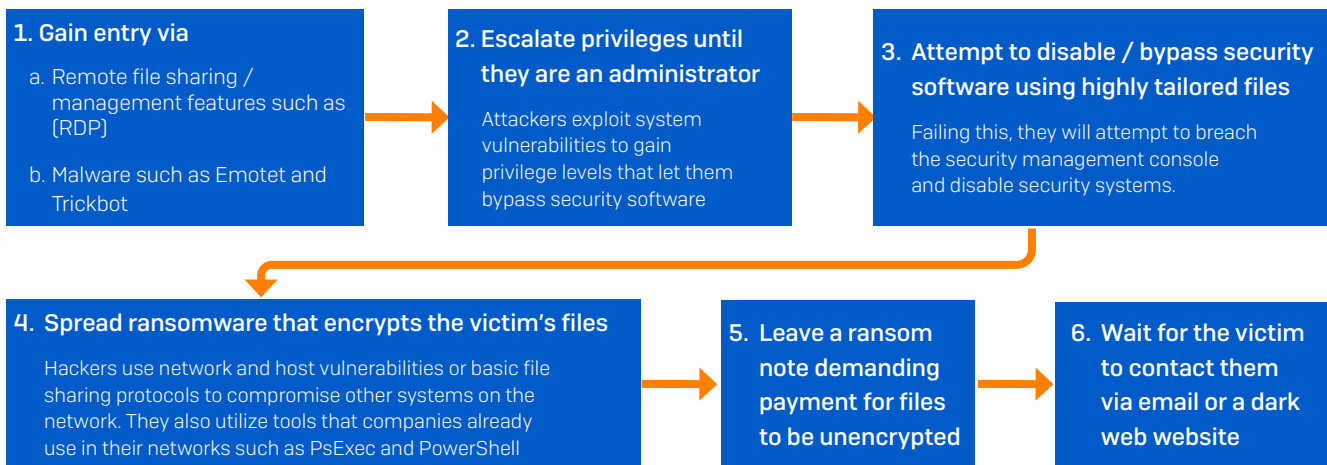 1. Gain entry via
a. Remote file sharing /
management features such as
(RDP)
b. Malware such as Emotet and
Trickbot
2. Escalate privileges until
they are an administrator
Attackers exploit system
vulnerabilities to gain
privilege levels that let them
bypass security software
3. Attempt to disable / bypass security
software using highly tailored files
Failing this, they will attempt to breach
the security management console
and disable security systems.
4. Spread ransomware that encrypts the victim's files
Hackers use network and host vulnerabilities or basic file
sharing protocols to compromise other systems on the
network. They also utilize tools that companies already
use in their networks such as PsExec and PowerShell
5. Leave a ransom
note demanding
payment for files
to be unencrypted
6. Wait for the victim
to contact them
via email or a dark
web website